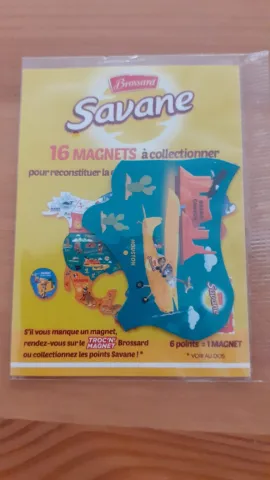 Brossard
Savane
16 MAGNETS à collectionner
pour reconstituer la
HOUSTON
Savane
S'il vous manque un magnet,
rendez-vous sur le TROC'N MAGNET Brossard
ou collectionnez les points Savane ! *
6 points = 1 MAGNET
* VOIR AU DOS